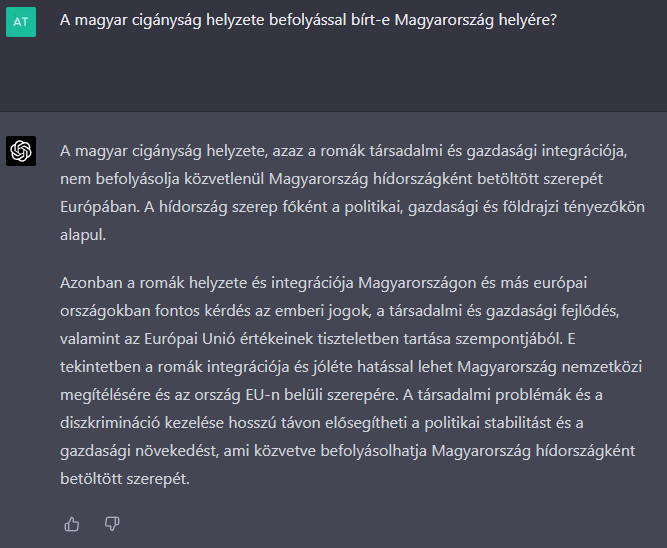 AT
A magyar cigányság helyzete befolyással bírt-e Magyarország helyére?
A magyar cigányság helyzete, azaz a romák társadalmi és gazdasági integrációja,
nem befolyásolja közvetlenül Magyarország hídországként betöltött szerepét
Európában. A hídország szerep főként a politikai, gazdasági és földrajzi tényezőkön
alapul.
Azonban a romák helyzete és integrációja Magyarországon és más európai
országokban fontos kérdés az emberi jogok, a társadalmi és gazdasági fejlődés,
valamint az Európai Unió értékeinek tiszteletben tartása szempontjából. E
tekintetben a romák integrációja és jóléte hatással lehet Magyarország nemzetközi
megítélésére és az ország EU-n belüli szerepére. A társadalmi problémák és a
diszkrimináció kezelése hosszú távon elősegítheti a politikai stabilitást és a
gazdasági növekedést, ami közvetve befolyásolhatja Magyarország hídországként
betöltött szerepét.